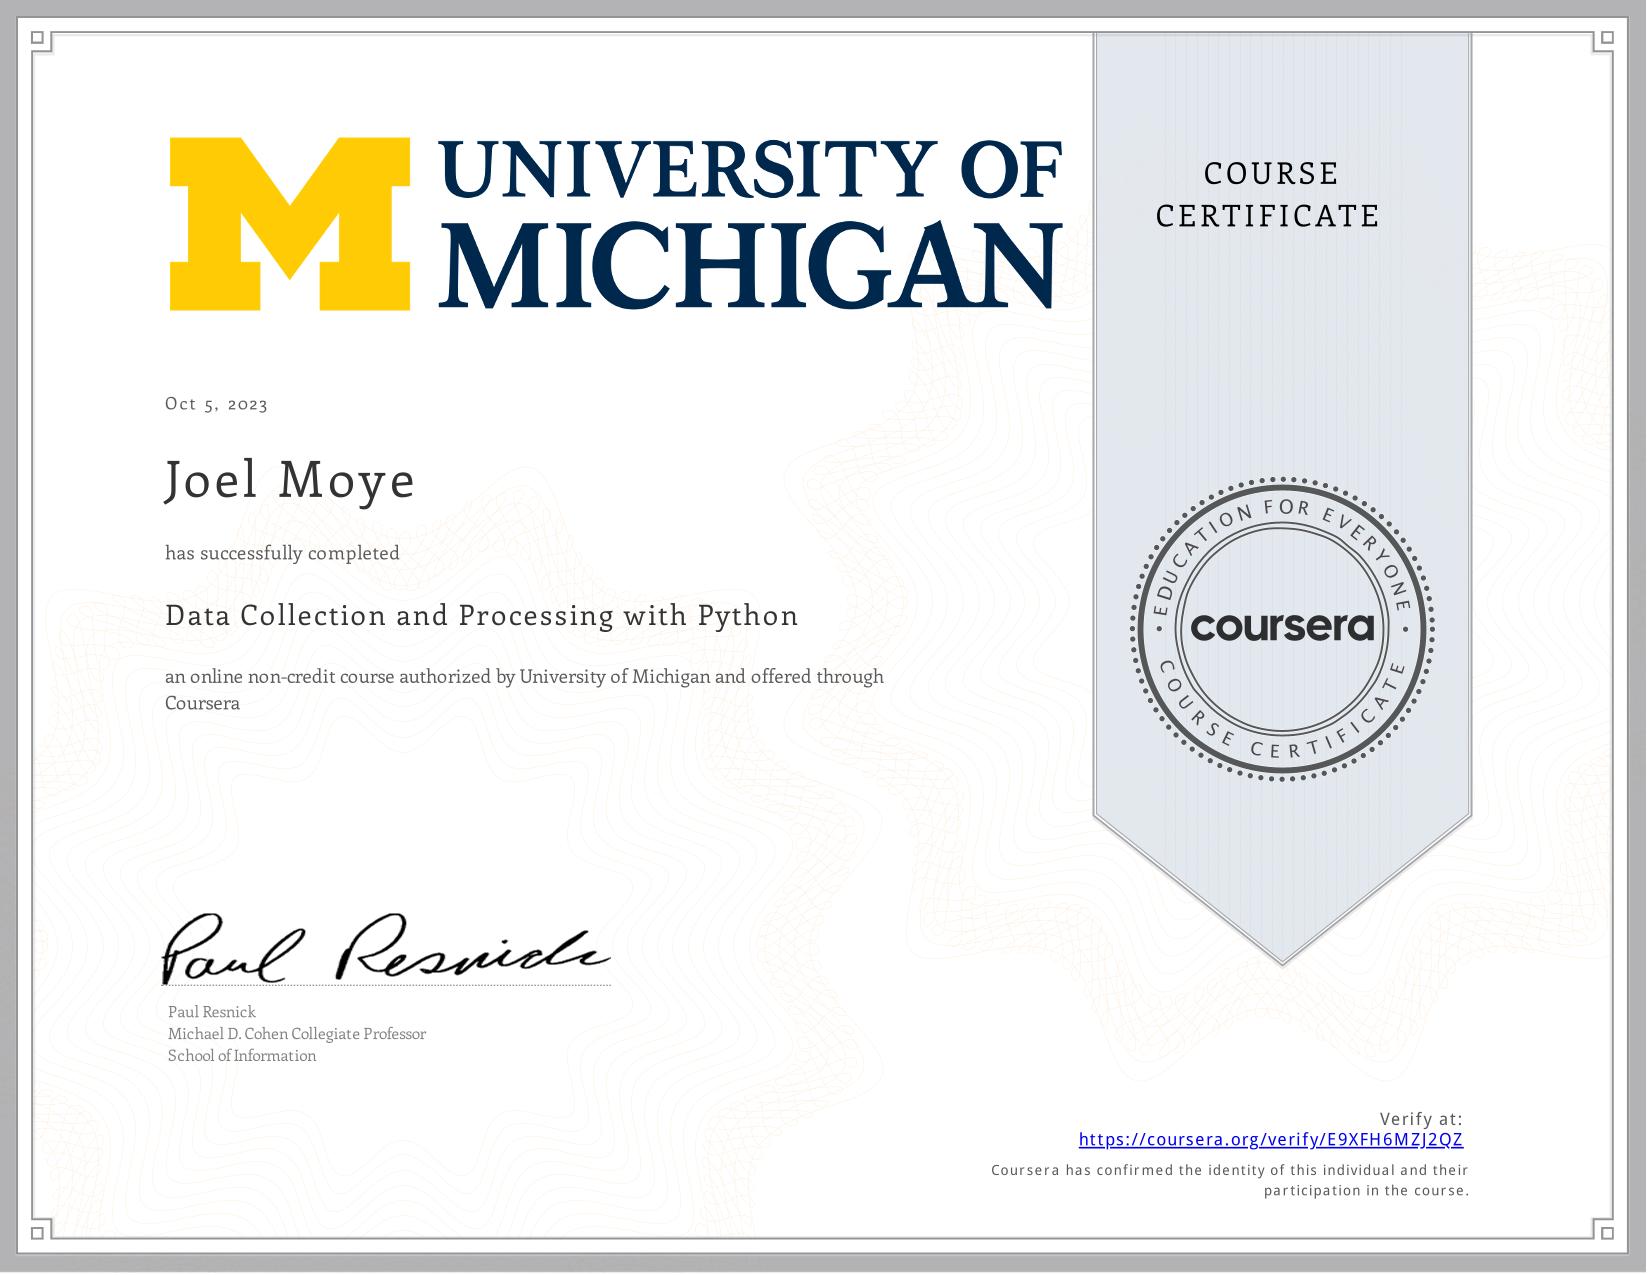 UNIVERSITY OF
MICHIGAN
COURSE
CERTIFICATE
Oct 5, 2023
Joel Moye
has successfully completed
Data Collection and Processing with Python
an online non-credit course authorized by University of Michigan and offered through
Coursera
EDUCATION FOR EVERYONE
coursera
COURSE CERTIFICATE
Paul Resnick
Paul Resnick
Michael D. Cohen Collegiate Professor
School of Information
Verify at:
https://coursera.org/verify/E9XFH6MZJ2QZ
Coursera has confirmed the identity of this individual and their
participation in the course.